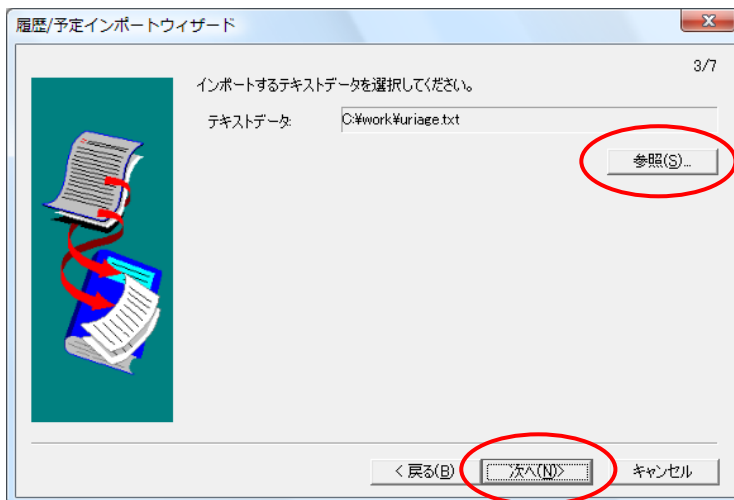 履歴/予定インポートウィザード
3/7
インポートするテキストデータを選択してください。
テキストデータ: C:¥work¥uriage.txt
参照(S)...
< 戻る(B) 次へ(N)> キャンセル